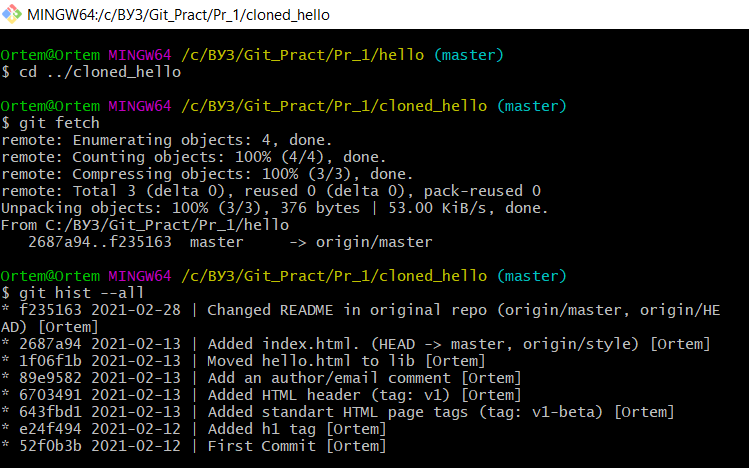 MINGW64:/c/ВУЗ/Git_Pract/Pr_1/cloned_hello
Ortem@Ortem MINGW64 /c/ВУЗ/Git_Pract/Pr_1/hello (master)
$ cd ../cloned_hello
Ortem@Ortem MINGW64 /c/ВУЗ/Git_Pract/Pr_1/cloned_hello (master)
$ git fetch
remote: Enumerating objects: 4, done.
remote: Counting objects: 100% (4/4), done.
remote: Compressing objects: 100% (3/3), done.
remote: Total 3 (delta 0), reused 0 (delta 0), pack-reused 0
Unpacking objects: 100% (3/3), 376 bytes | 53.00 KiB/s, done.
From C:/ВУЗ/Git_Pract/Pr_1/hello
   2687a94..f235163  master     -> origin/master
Ortem@Ortem MINGW64 /c/ВУЗ/Git_Pract/Pr_1/cloned_hello (master)
$ git hist --all
* f235163 2021-02-28 | Changed README in original repo (origin/master, origin/HE
AD) [Ortem]
* 2687a94 2021-02-13 | Added index.html. (HEAD -> master, origin/style) [Ortem]
* 1f06f1b 2021-02-13 | Moved hello.html to lib [Ortem]
* 89e9582 2021-02-13 | Add an author/email comment [Ortem]
* 6703491 2021-02-13 | Added HTML header (tag: v1) [Ortem]
* 643fbd1 2021-02-13 | Added standart HTML page tags (tag: v1-beta) [Ortem]
* e24f494 2021-02-12 | Added h1 tag [Ortem]
* 52f0b3b 2021-02-12 | First Commit [Ortem]